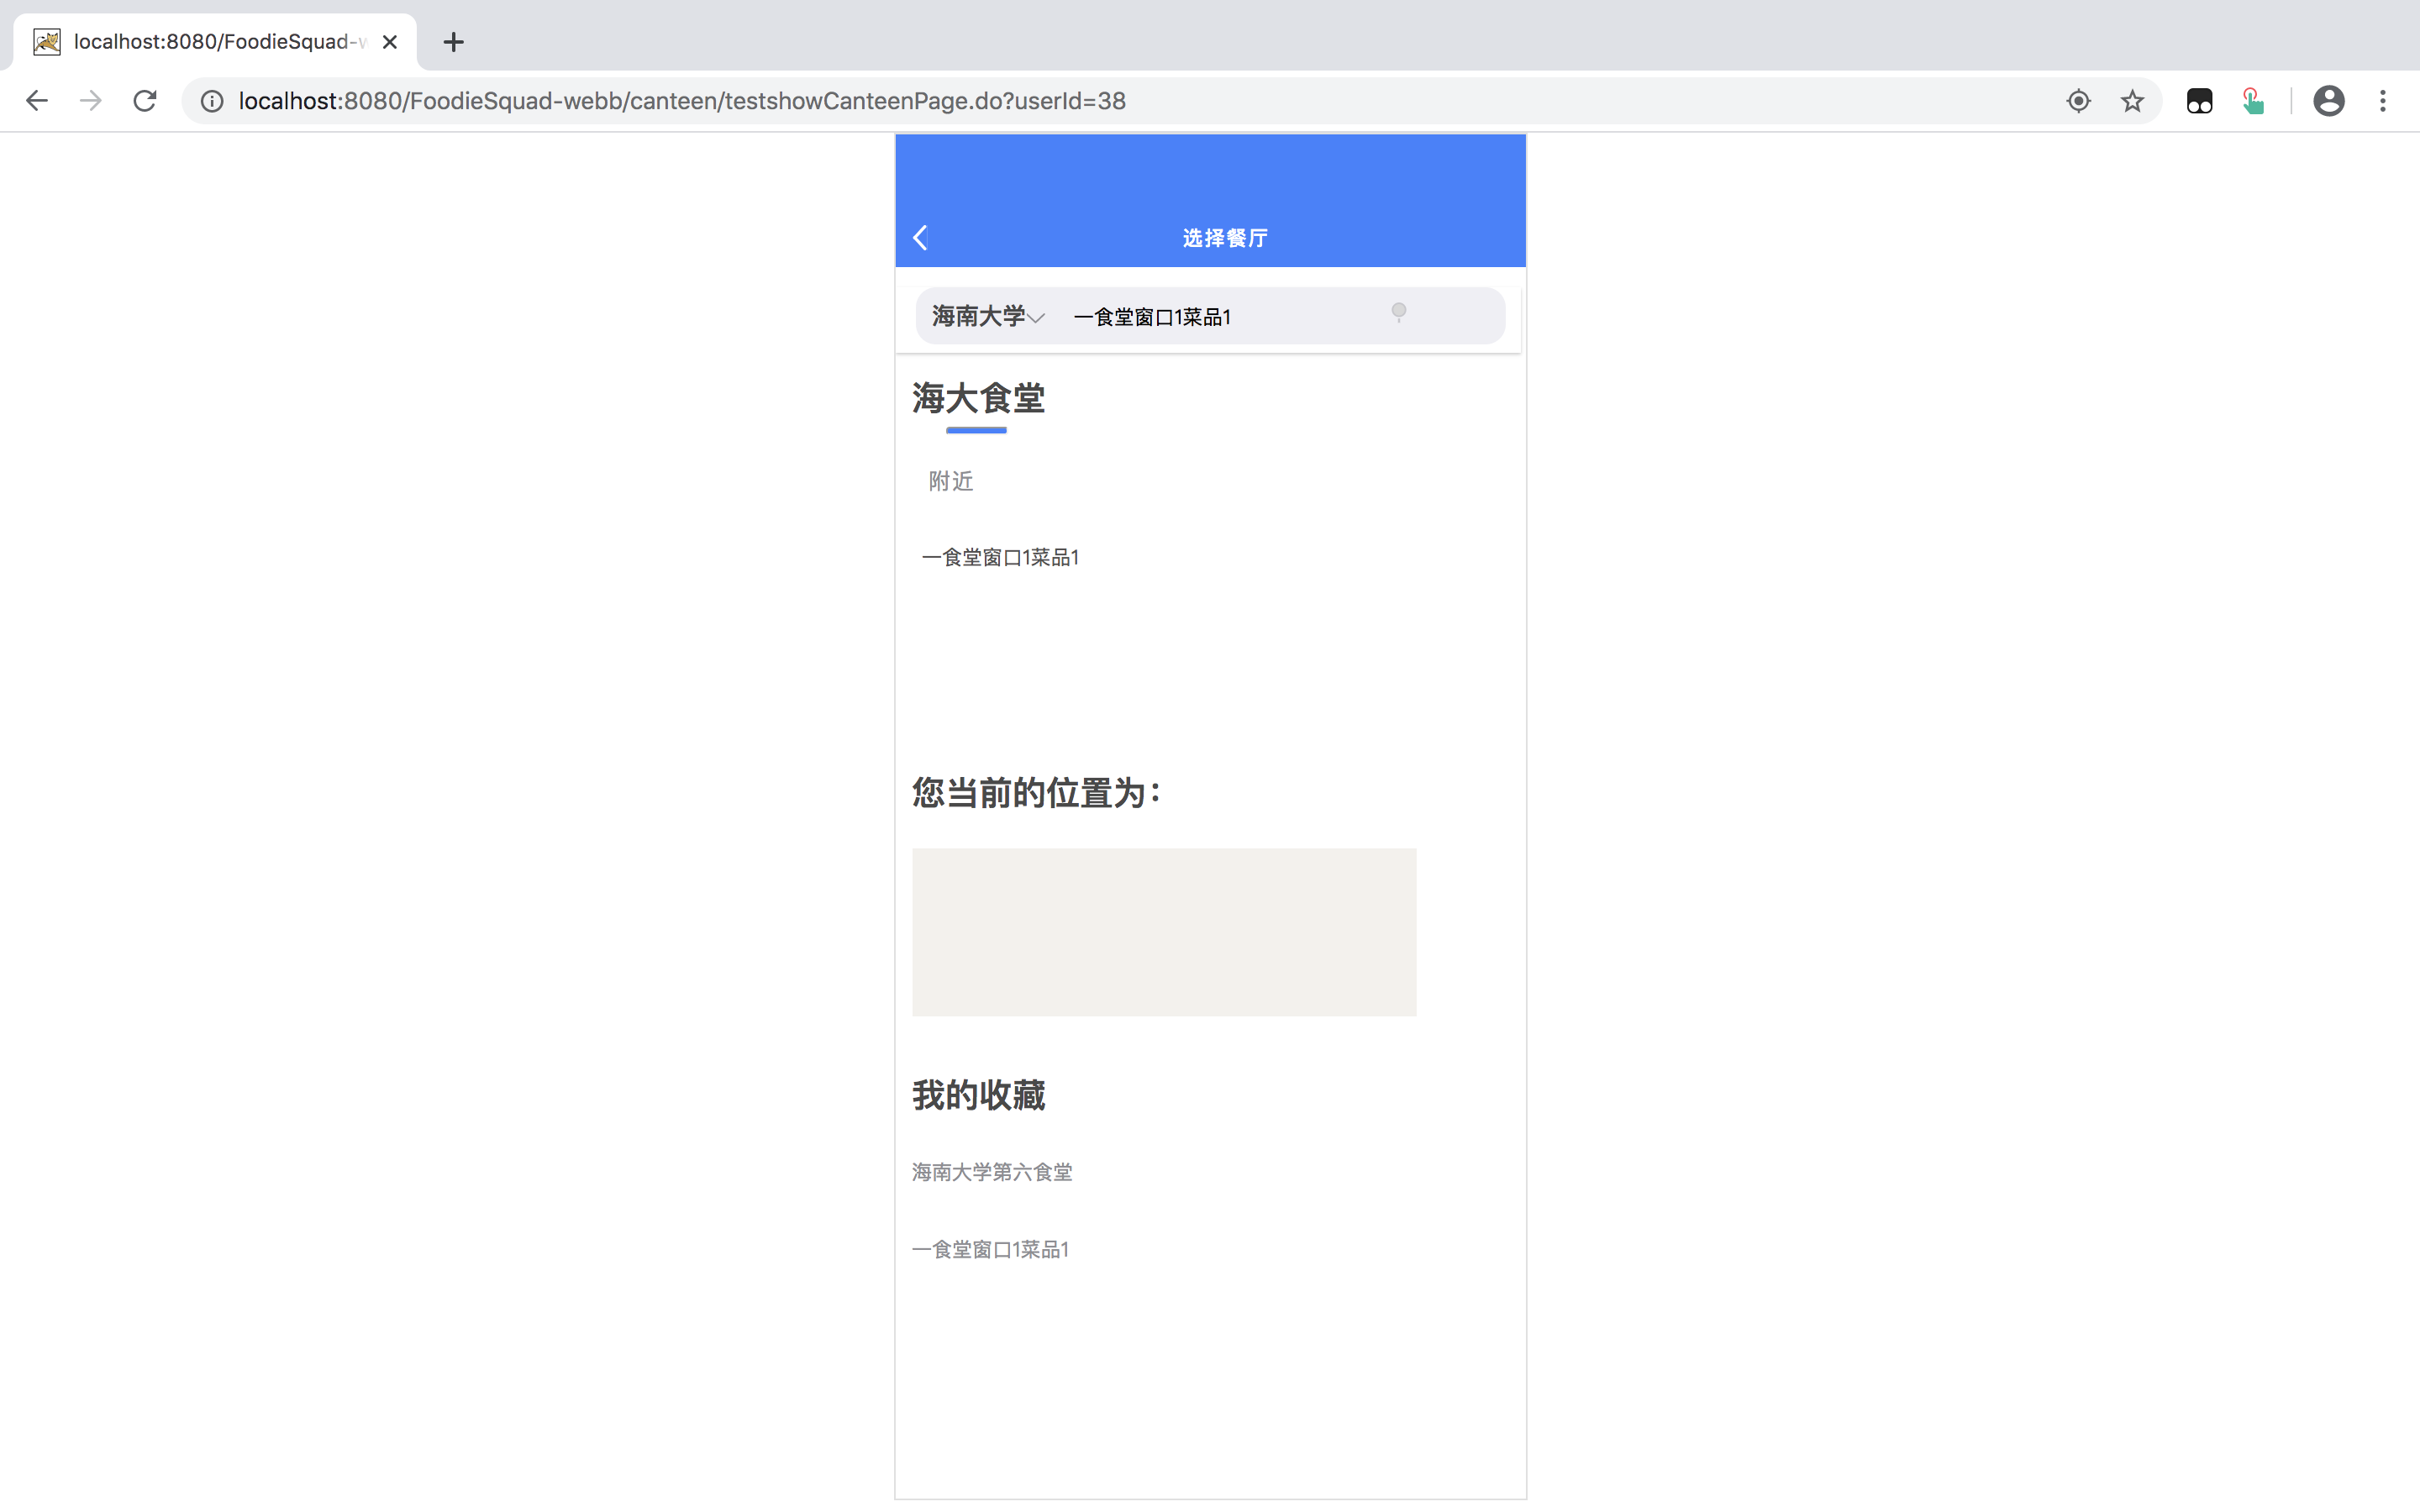 localhost:8080/FoodieSquad-w
localhost:8080/FoodieSquad-webb/canteen/testshowCanteenPage.do?userId=38
选择餐厅
海南大学 一食堂窗口1菜品1
海大食堂
附近
一食堂窗口1菜品1
您当前的位置为：
我的收藏
海南大学第六食堂
一食堂窗口1菜品1